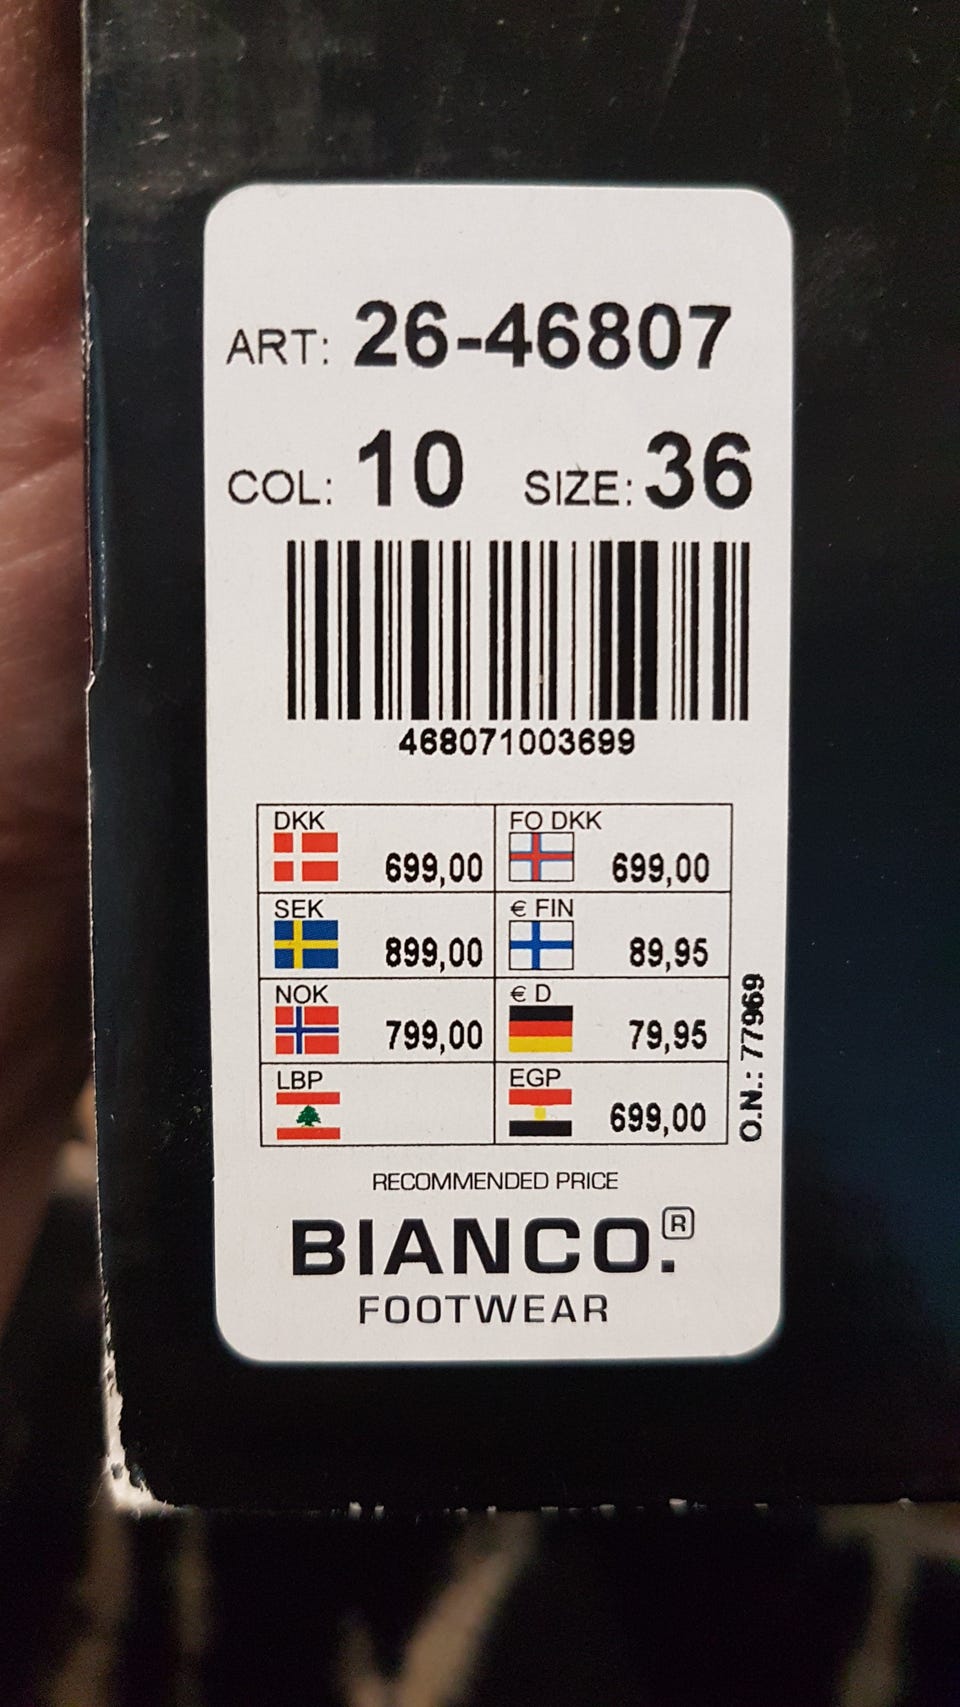 ART: 26-46807
COL: 10 SIZE: 36
468071003699
DKK FO DKK
699,00 699,00
SEK € FIN
899,00 89,95
NOK € D
799,00 79,95
LBP EGP
699,00
O.N.: 77969
RECOMMENDED PRICE
BIANCO.®
FOOTWEAR